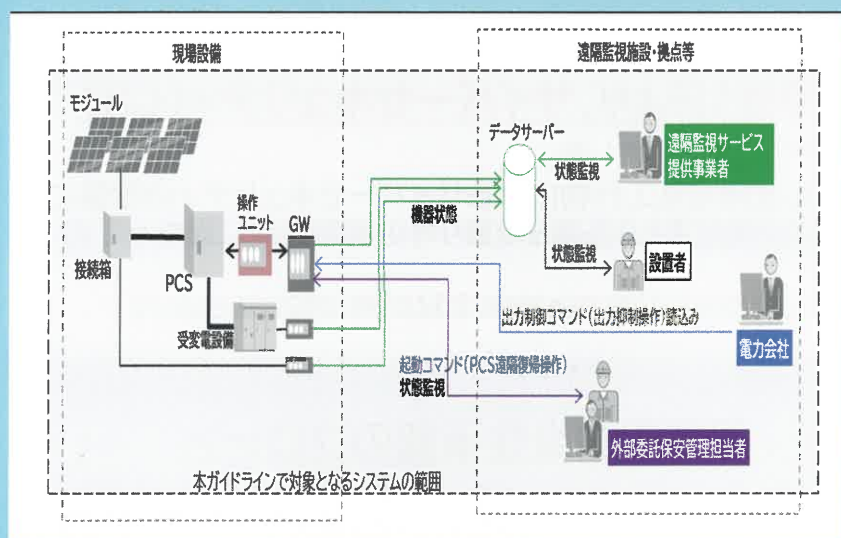 現場設備
遠隔監視施設・拠点等
モジュール
データサーバー
遠隔監視サービス
提供事業者
状態監視
操作
ユニット
GW
機器状態
接続箱
PCS
状態監視
設置者
受変電設備
出力制御コマンド(出力抑制操作)読込み
電力会社
起動コマンド(PCS遠隔復帰操作)
状態監視
外部委託保安管理担当者
本ガイドラインで対象となるシステムの範囲